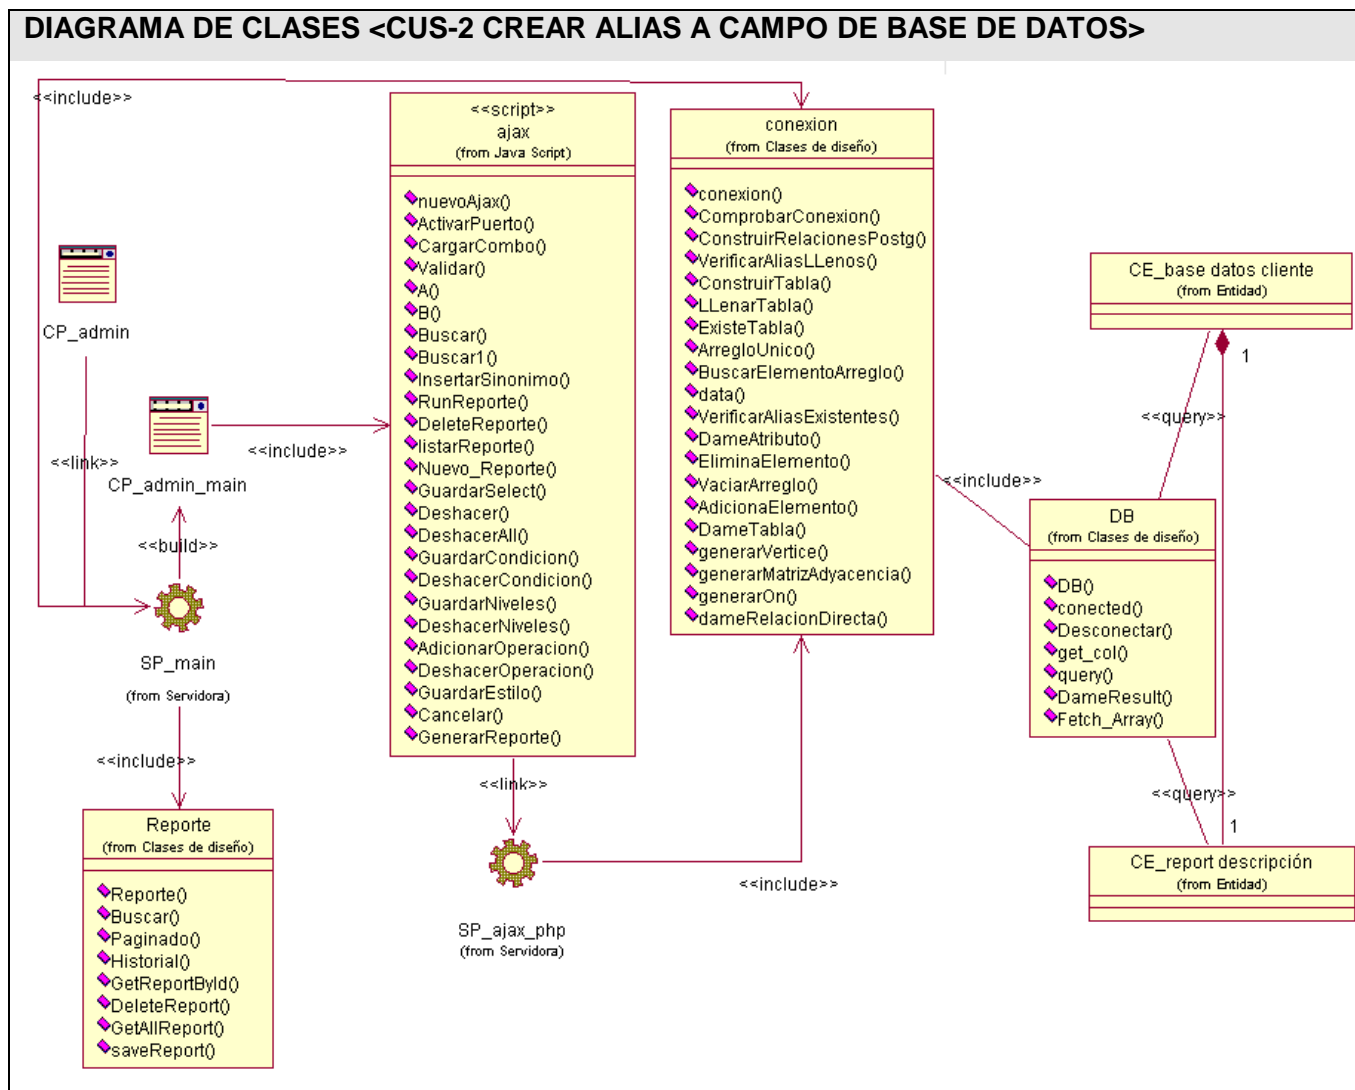 DIAGRAMA DE CLASES <CUS-2 CREAR ALIAS A CAMPO DE BASE DE DATOS>
<<include>>
CP_admin
<<link>>
CP_admin_main
<<include>>
<<build>>
SP_main
(from Servidora)
<<include>>
Reporte
(from Clases de diseño)
Reporte()
Buscar()
Paginado()
Historial()
GetReportById()
DeleteReport()
GetAllReport()
saveReport()
<<script>>
ajax
(from Java Script)
nuevoAjax()
ActivarPuerto()
CargarCombo()
Validar()
A()
B()
Buscar()
Buscar1()
InsertarSinonimo()
RunReporte()
DeleteReporte()
listarReporte()
Nuevo_Reporte()
GuardarSelect()
Deshacer()
DeshacerAll()
GuardarCondicion()
DeshacerCondicion()
GuardarNiveles()
DeshacerNiveles()
AdicionarOperacion()
DeshacerOperacion()
GuardarEstilo()
Cancelar()
GenerarReporte()
<<link>>
SP_ajax_php
(from Servidora)
<<include>>
conexion
(from Clases de diseño)
conexion()
ComprobarConexion()
ConstruirRelacionesPostg()
VerificarAliasLLenos()
ConstruirTabla()
LLenarTabla()
ExisteTabla()
ArregloUnico()
BuscarElementoArreglo()
data()
VerificarAliasExistentes()
DameAtributo()
EliminaElemento()
VaciarArreglo()
AdicionaElemento()
DameTabla()
generarVertice()
generarMatrizAdyacencia()
generarOn()
dameRelacionDirecta()
<<include>>
CE_base datos cliente
(from Entidad)
1
<<query>>
DB
(from Clases de diseño)
DB()
conected()
Desconectar()
get_col()
query()
DameResult()
Fetch_Array()
<<query>>
1
CE_report descripción
(from Entidad)